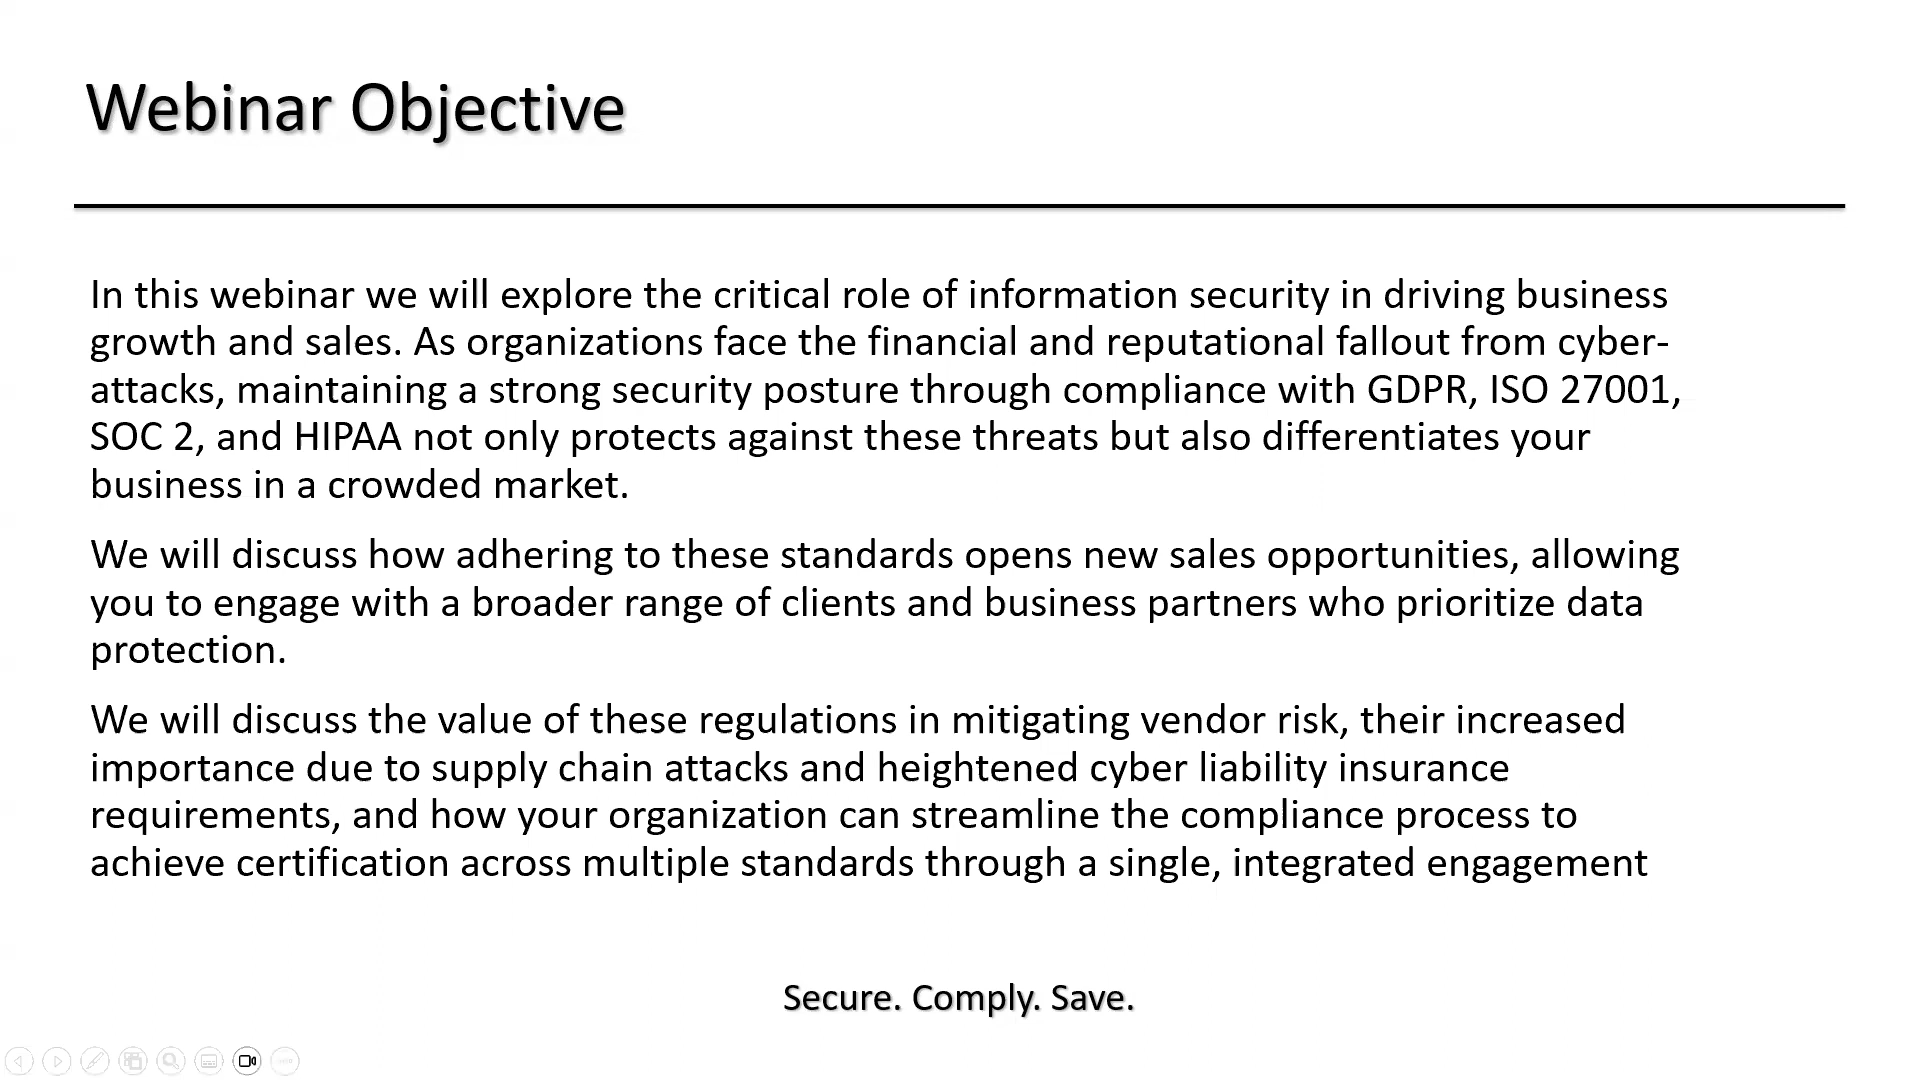 Webinar Objective
In this webinar we will explore the critical role of information security in driving business
growth and sales. As organizations face the financial and reputational fallout from cyber-
attacks, maintaining a strong security posture through compliance with GDPR, ISO 27001,
SOC 2, and HIPAA not only protects against these threats but also differentiates your
business in a crowded market.
We will discuss how adhering to these standards opens new sales opportunities, allowing
you to engage with a broader range of clients and business partners who prioritize data
protection.
We will discuss the value of these regulations in mitigating vendor risk, their increased
importance due to supply chain attacks and heightened cyber liability insurance
requirements, and how your organization can streamline the compliance process to
achieve certification across multiple standards through a single, integrated engagement
Secure. Comply. Save.